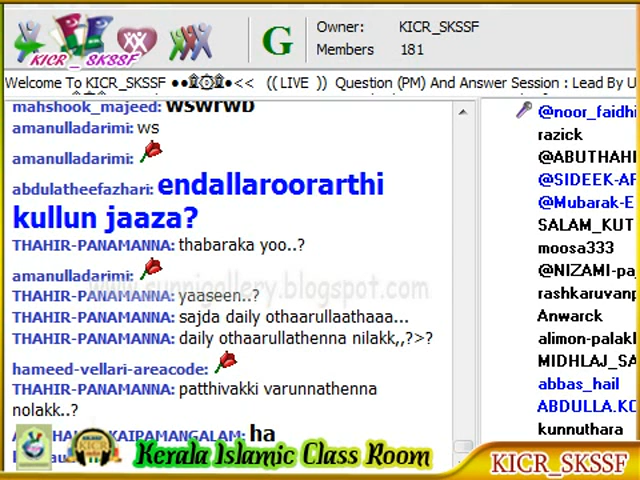 Owner: KICR_SKSSF
Members 181
KICR_SKSSF
G
Welcome To KICR_SKSSF ●●۩۞۩●<< (( LIVE )) Question (PM) And Answer Session : Lead By U
mahshook_majeed: wswrwb
amanulladarimi: ws
amanulladarimi:
abdulatheefazhari: endallaroorarthi
kullun jaaza?
THAHIR-PANAMANNA: thabaraka yoo..?
amanulladarimi:
www.sunnigallery.blogspot.com
THAHIR-PANAMANNA: yaaseen..?
THAHIR-PANAMANNA: sajda daily othaarullaathaaa...
THAHIR-PANAMANNA: daily othaarullathenna nilakk,,?>?
hameed-vellari-areacode:
THAHIR-PANAMANNA: patthivakki varunnathenna
nolakk..?
KAIPAMANGALAM: ha
@noor_faidhi
razick
@ABUTHAHI
@SIDEEK-AF
@Mubarak-E
SALAM_KUT
moosa333
@NIZAMI-pa
rashkaruvanp
Anwarck
alimon-palakl
MIDHLAJ_SA
abbas_hail
ABDULLA.KC
kunnuthara
KICR
Kerala Islamic Class Room
KICR_SKSSF